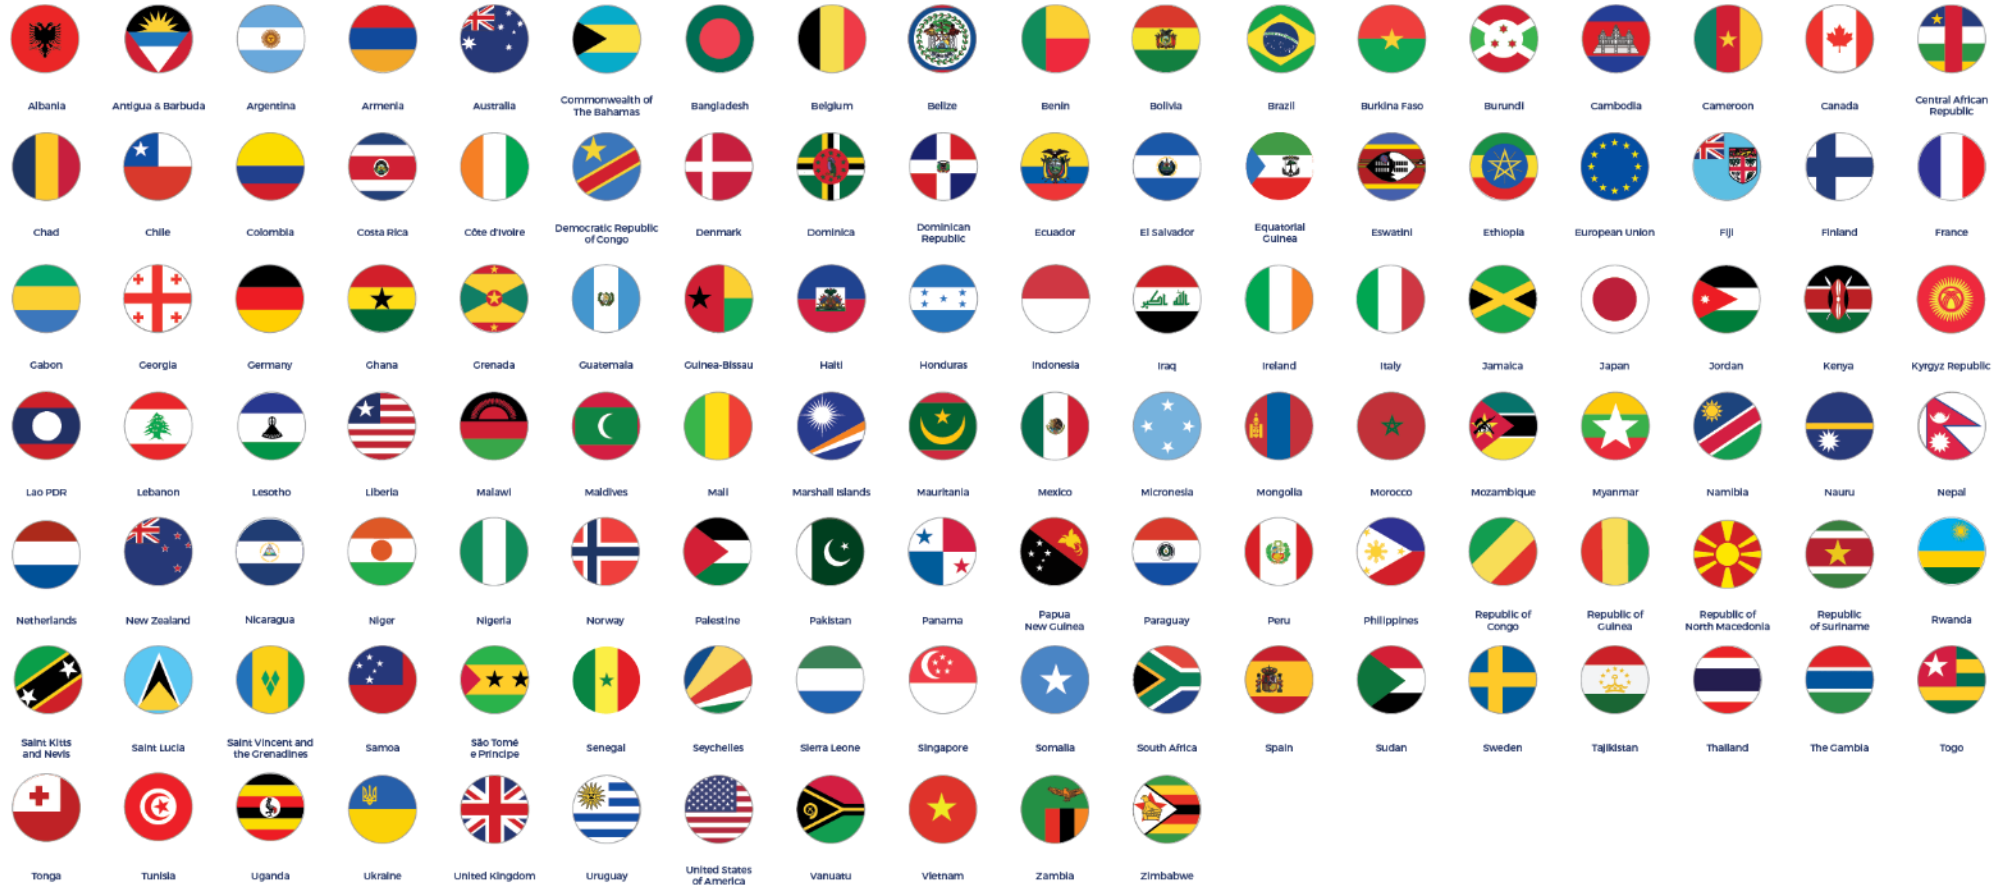 Albania
Antigua & Barbuda
Argentina
Armenia
Australia
Commonwealth of
The Bahamas
Bangladesh
Belgium
Belize
Benin
Bolivia
Brazil
Burkina Faso
Burundi
Cambodia
Cameroon
Canada
Central African
Republic
Chad
Chile
Colombia
Costa Rica
Côte d'Ivoire
Democratic Republic
of Congo
Denmark
Dominica
Dominican
Republic
Ecuador
El Salvador
Equatorial
Guinea
Eswatini
Ethiopia
European Union
Fiji
Finland
France
Gabon
Georgia
Germany
Ghana
Grenada
Guatemala
Guinea-Bissau
Haiti
Honduras
Indonesia
Iraq
Ireland
Italy
Jamaica
Japan
Jordan
Kenya
Kyrgyz Republic
الله اكبر
Lao PDR
Lebanon
Lesotho
Liberia
Malawi
Maldives
Mali
Marshall Islands
Mauritania
Mexico
Micronesia
Mongolia
Morocco
Mozambique
Myanmar
Namibia
Nauru
Nepal
Netherlands
New Zealand
Nicaragua
Niger
Nigeria
Norway
Palestine
Pakistan
Panama
Papua
New Guinea
Paraguay
Peru
Philippines
Republic of
Congo
Republic of
Guinea
Republic of
North Macedonia
Republic
of Suriname
Rwanda
Saint Kitts
and Nevis
Saint Lucia
Saint Vincent and
the Grenadines
Samoa
São Tomé
e Príncipe
Senegal
Seychelles
Sierra Leone
Singapore
Somalia
South Africa
Spain
Sudan
Sweden
Tajikistan
Thailand
The Gambia
Togo
Tonga
Tunisia
Uganda
Ukraine
United Kingdom
Uruguay
United States
of America
Vanuatu
Vietnam
Zambia
Zimbabwe